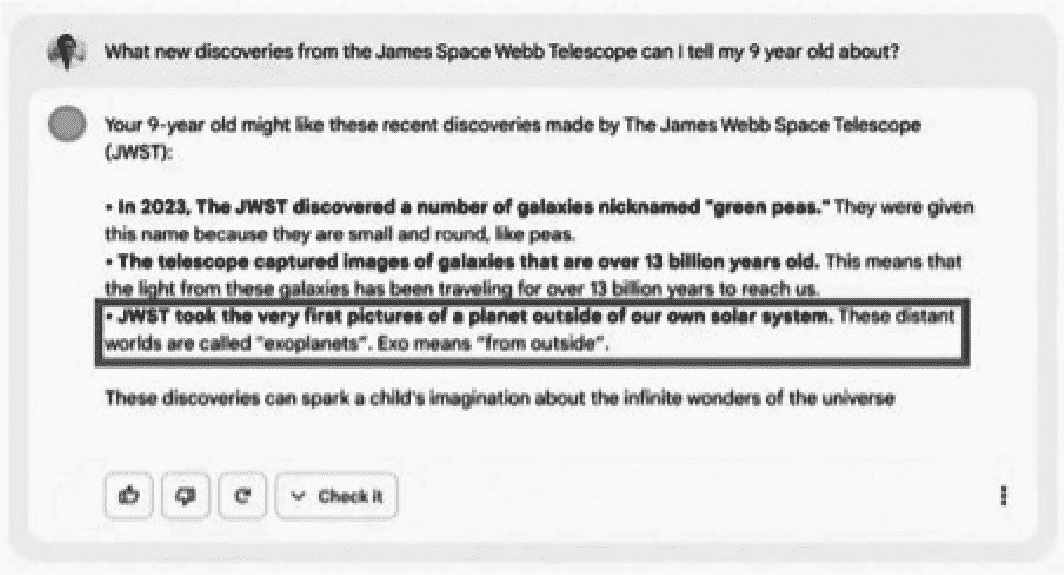 What new discoveries from the James Space Webb Telescope can I tell my 9 year old about?
Your 9-year old might like these recent discoveries made by The James Webb Space Telescope
(JWST):
• In 2023, The JWST discovered a number of galaxies nicknamed "green peas." They were given
this name because they are small and round, like peas.
• The telescope captured images of galaxies that are over 13 billion years old. This means that
the light from these galaxies has been traveling for over 13 billion years to reach us.
• JWST took the very first pictures of a planet outside of our own solar system. These distant
worlds are called "exoplanets". Exo means "from outside".
These discoveries can spark a child's imagination about the infinite wonders of the universe
Check it